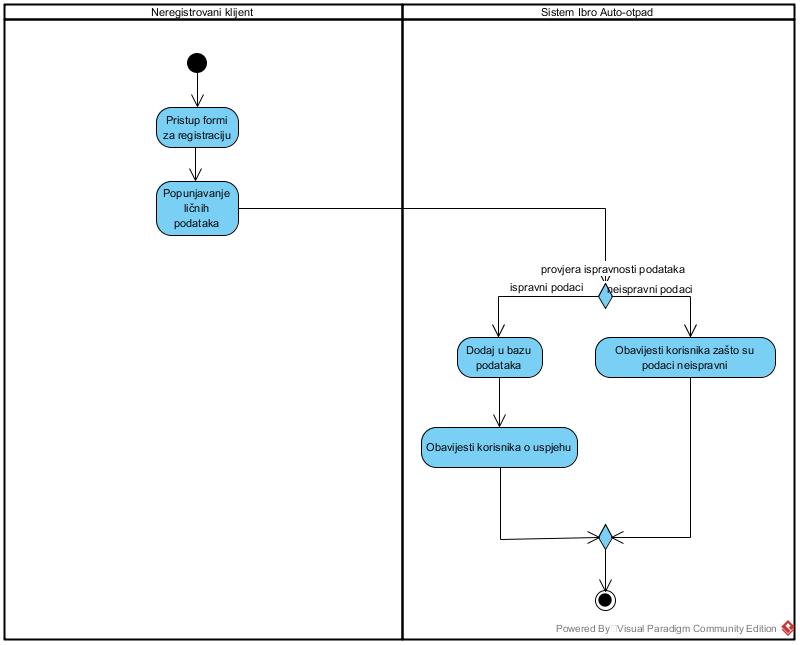 Neregistrovani klijent
Sistem Ibro Auto-otpad
Pristup formi
za registraciju
Popunjavanje
ličnih
podataka
provjera ispravnosti podataka
ispravni podaci
neispravni podaci
Dodaj u bazu
podataka
Obavijesti korisnika zašto su
podaci neispravni
Obavijesti korisnika o uspjehu
Powered By Visual Paradigm Community Edition